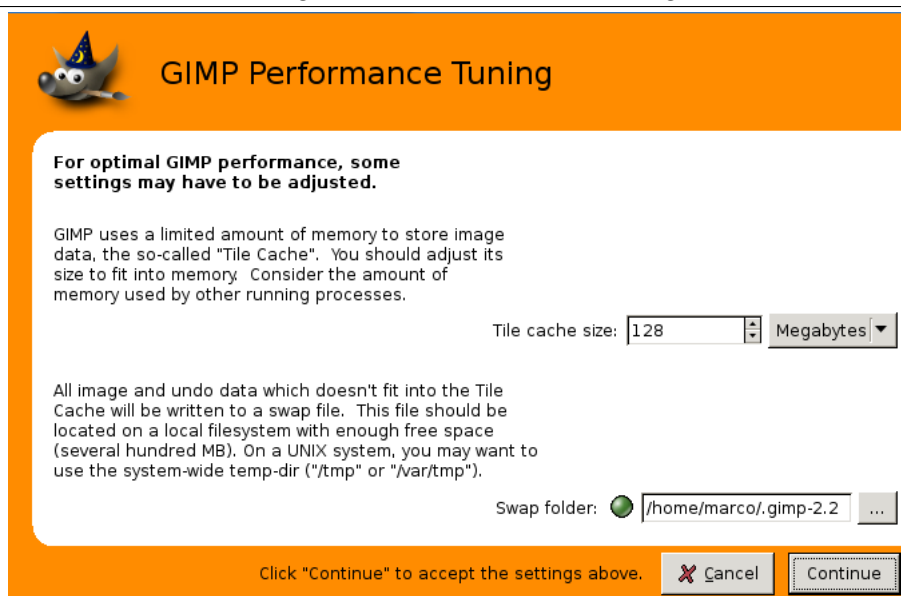 GIMP Performance Tuning
For optimal GIMP performance, some
settings may have to be adjusted.
GIMP uses a limited amount of memory to store image
data, the so-called "Tile Cache".  You should adjust its
size to fit into memory.  Consider the amount of
memory used by other running processes.
Tile cache size: 128 Megabytes
All image and undo data which doesn't fit into the Tile
Cache will be written to a swap file.  This file should be
located on a local filesystem with enough free space
(several hundred MB). On a UNIX system, you may want to
use the system-wide temp-dir ("/tmp" or "/var/tmp").
Swap folder: /home/marco/.gimp-2.2 ...
Click "Continue" to accept the settings above. Cancel Continue